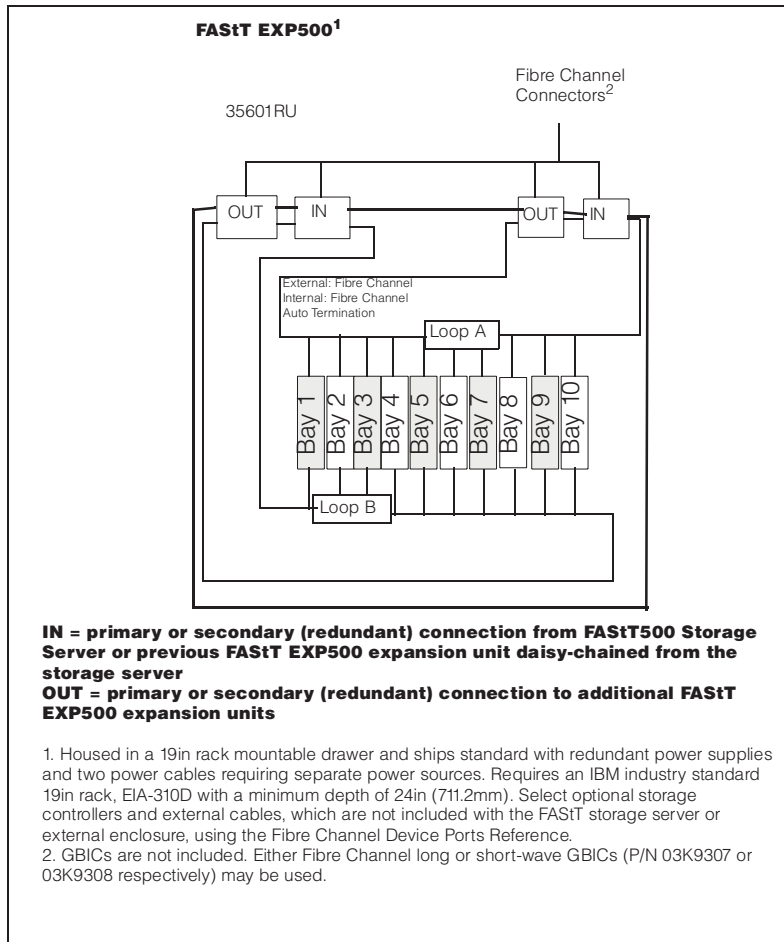 FAStT EXP500¹
Fibre Channel
Connectors²
35601RU
OUT
IN
OUT
IN
External: Fibre Channel
Internal: Fibre Channel
Auto Termination
Loop A
Bay 1
Bay 2
Bay 3
Bay 4
Bay 5
Bay 6
Bay 7
Bay 8
Bay 9
Bay 10
Loop B
IN = primary or secondary (redundant) connection from FAStT500 Storage
Server or previous FAStT EXP500 expansion unit daisy-chained from the
storage server
OUT = primary or secondary (redundant) connection to additional FAStT
EXP500 expansion units
1. Housed in a 19in rack mountable drawer and ships standard with redundant power supplies
and two power cables requiring separate power sources. Requires an IBM industry standard
19in rack, EIA-310D with a minimum depth of 24in (711.2mm). Select optional storage
controllers and external cables, which are not included with the FAStT storage server or
external enclosure, using the Fibre Channel Device Ports Reference.
2. GBICs are not included. Either Fibre Channel long or short-wave GBICs (P/N 03K9307 or
03K9308 respectively) may be used.